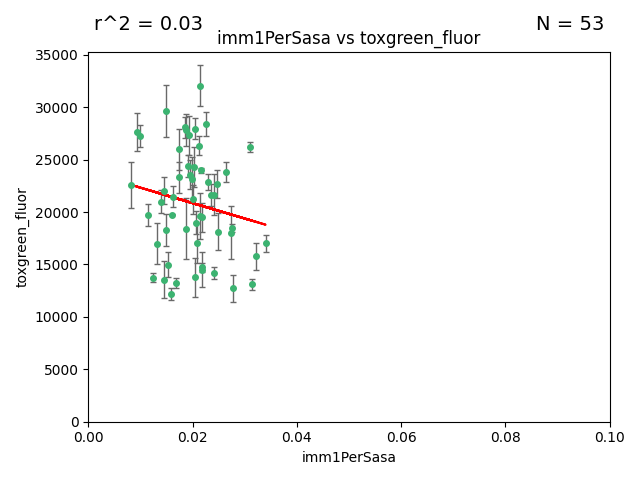 r^2 = 0.03
N = 53
imm1PerSasa vs toxgreen_fluor
35000
30000
25000
20000
15000
10000
5000
0
toxgreen_fluor
0.00
0.02
0.04
0.06
0.08
0.10
imm1PerSasa